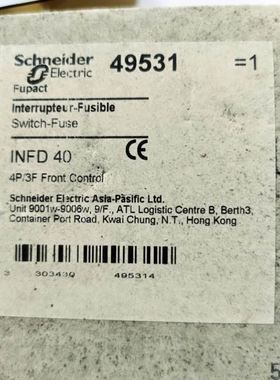 Schneider Electric 49531 =1
Fupact
Interrupteur-Fusible
Switch-Fuse
INFD 40 CE
4P/3F Front Control
Schneider Electric Asia-Pasific Ltd.
Unit 9001w-9006w, 9/F., ATL Logistic Centre B, Berth3,
Container Port Road, Kwai Chung, N.T., Hong Kong
3 303430 495314